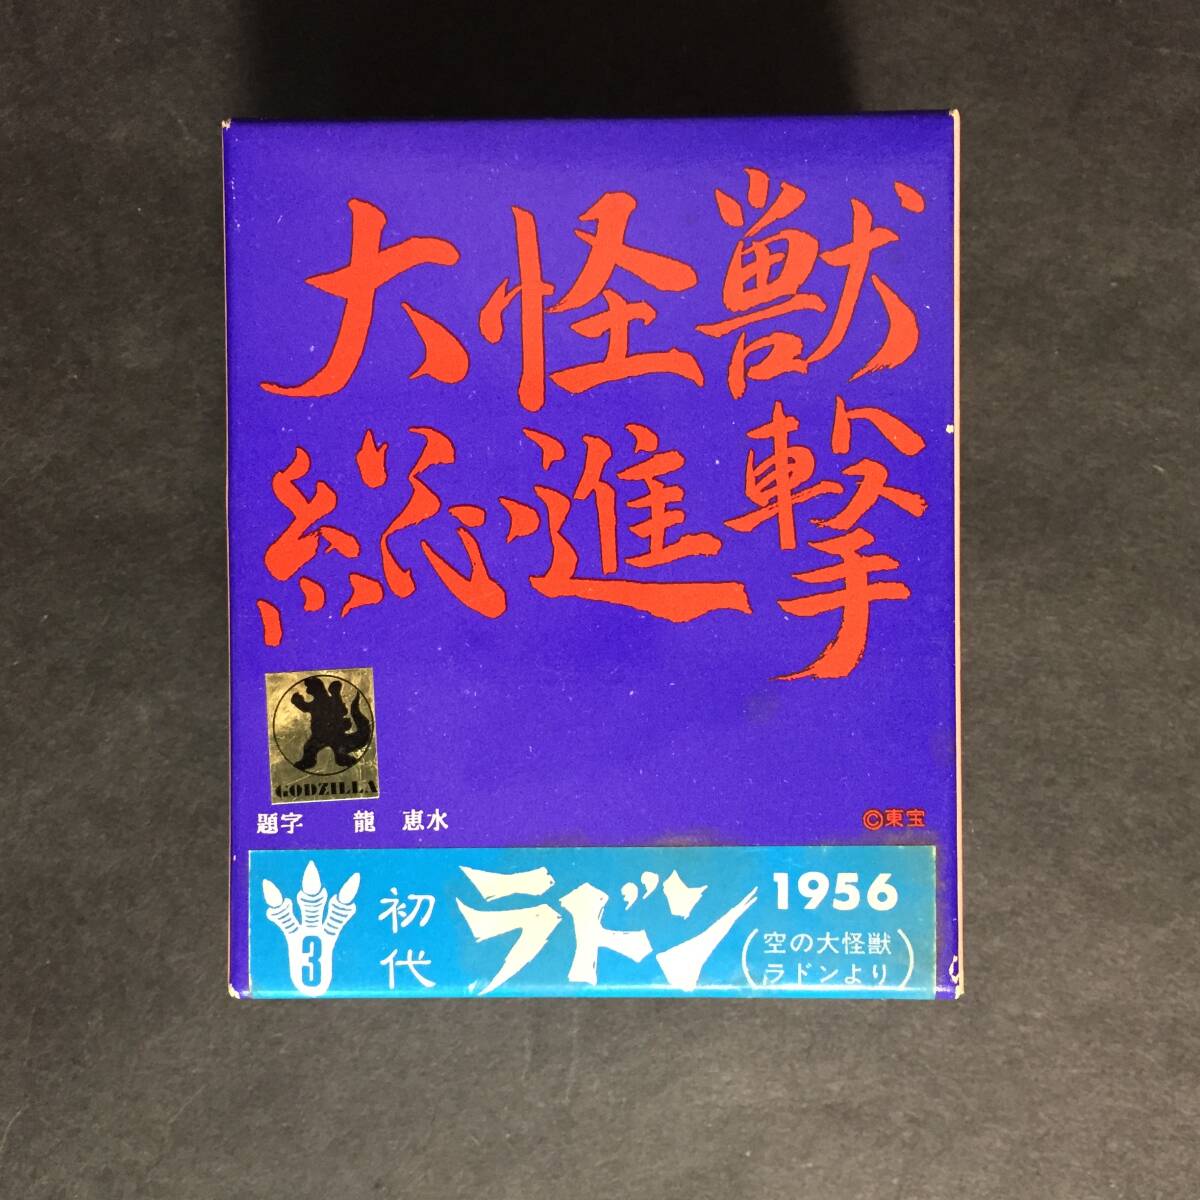 大怪獣
総進撃
GODZILLA
題字 龍 恵水
©東宝
3
初代
ラドン
1956
(空の大怪獣
ラドンより)